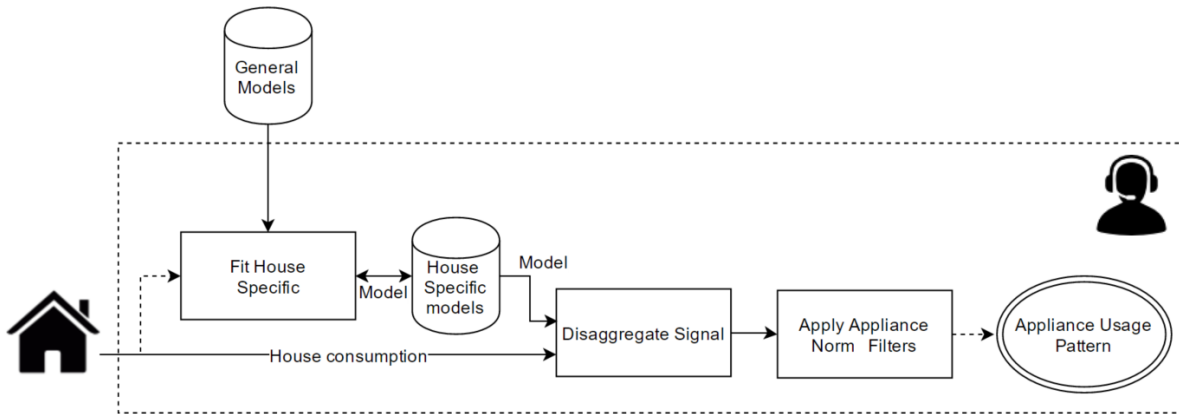 General
Models
Fit House
Specific
Model
House
Specific
models
Model
Disaggregate Signal
Apply Appliance
Norm Filters
Appliance Usage
Pattern
House consumption